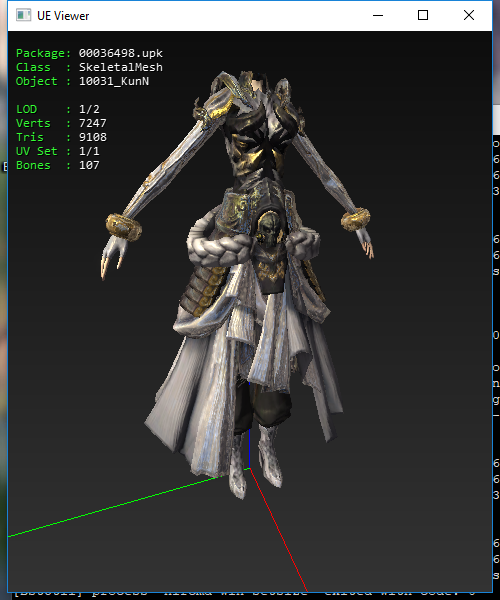 UE Viewer
Package: 00036498.upk
Class  : SkeletalMesh
Object : 10031_KunN
LOD    : 1/2
Verts  : 7247
Tris   : 9108
UV Set : 1/1
Bones  : 107